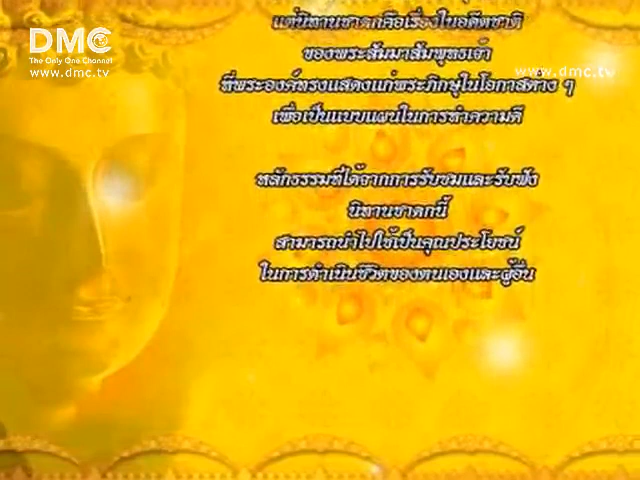 แต่นิทานชาดกคือเรื่องในอดีตชาติ
DMC
The Only One Channel
www.dmc.tv
ของพระสัมมาสัมพุทธเจ้า
www.dmc.tv
ที่พระองค์ทรงแสดงแก่พระภิกษุในโอกาสต่าง ๆ
เพื่อเป็นแบบแผนในการทำความดี
หลักธรรมที่ได้จากการรับชมและรับฟัง
นิทานชาดกนี้
สามารถนำไปใช้เป็นคุณประโยชน์
ในการดำเนินชีวิตของตนเองและผู้อื่น